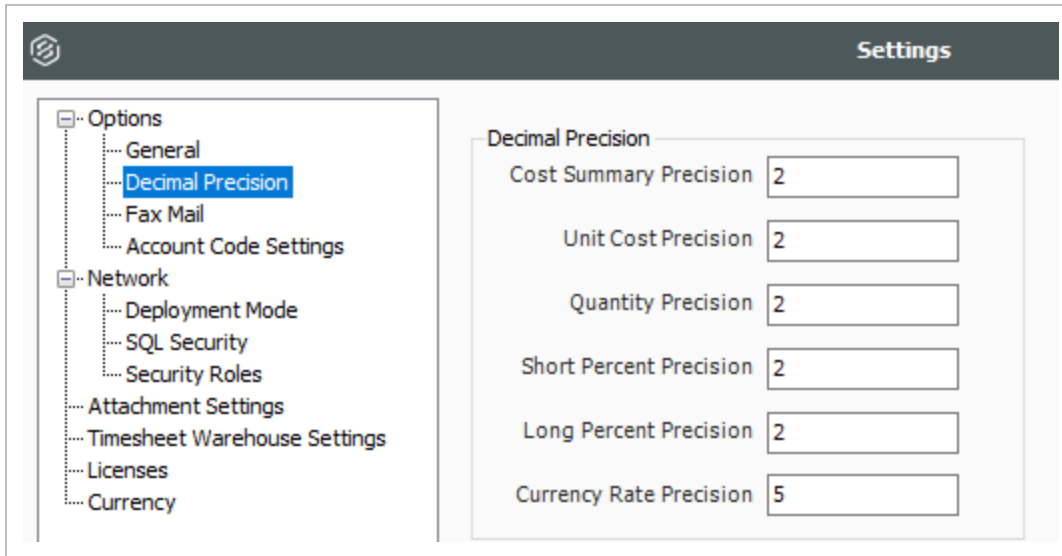 Settings
Options
General
Decimal Precision
Fax Mail
Account Code Settings
Network
Deployment Mode
SQL Security
Security Roles
Attachment Settings
Timesheet Warehouse Settings
Licenses
Currency
Decimal Precision
Cost Summary Precision 2
Unit Cost Precision 2
Quantity Precision 2
Short Percent Precision 2
Long Percent Precision 2
Currency Rate Precision 5